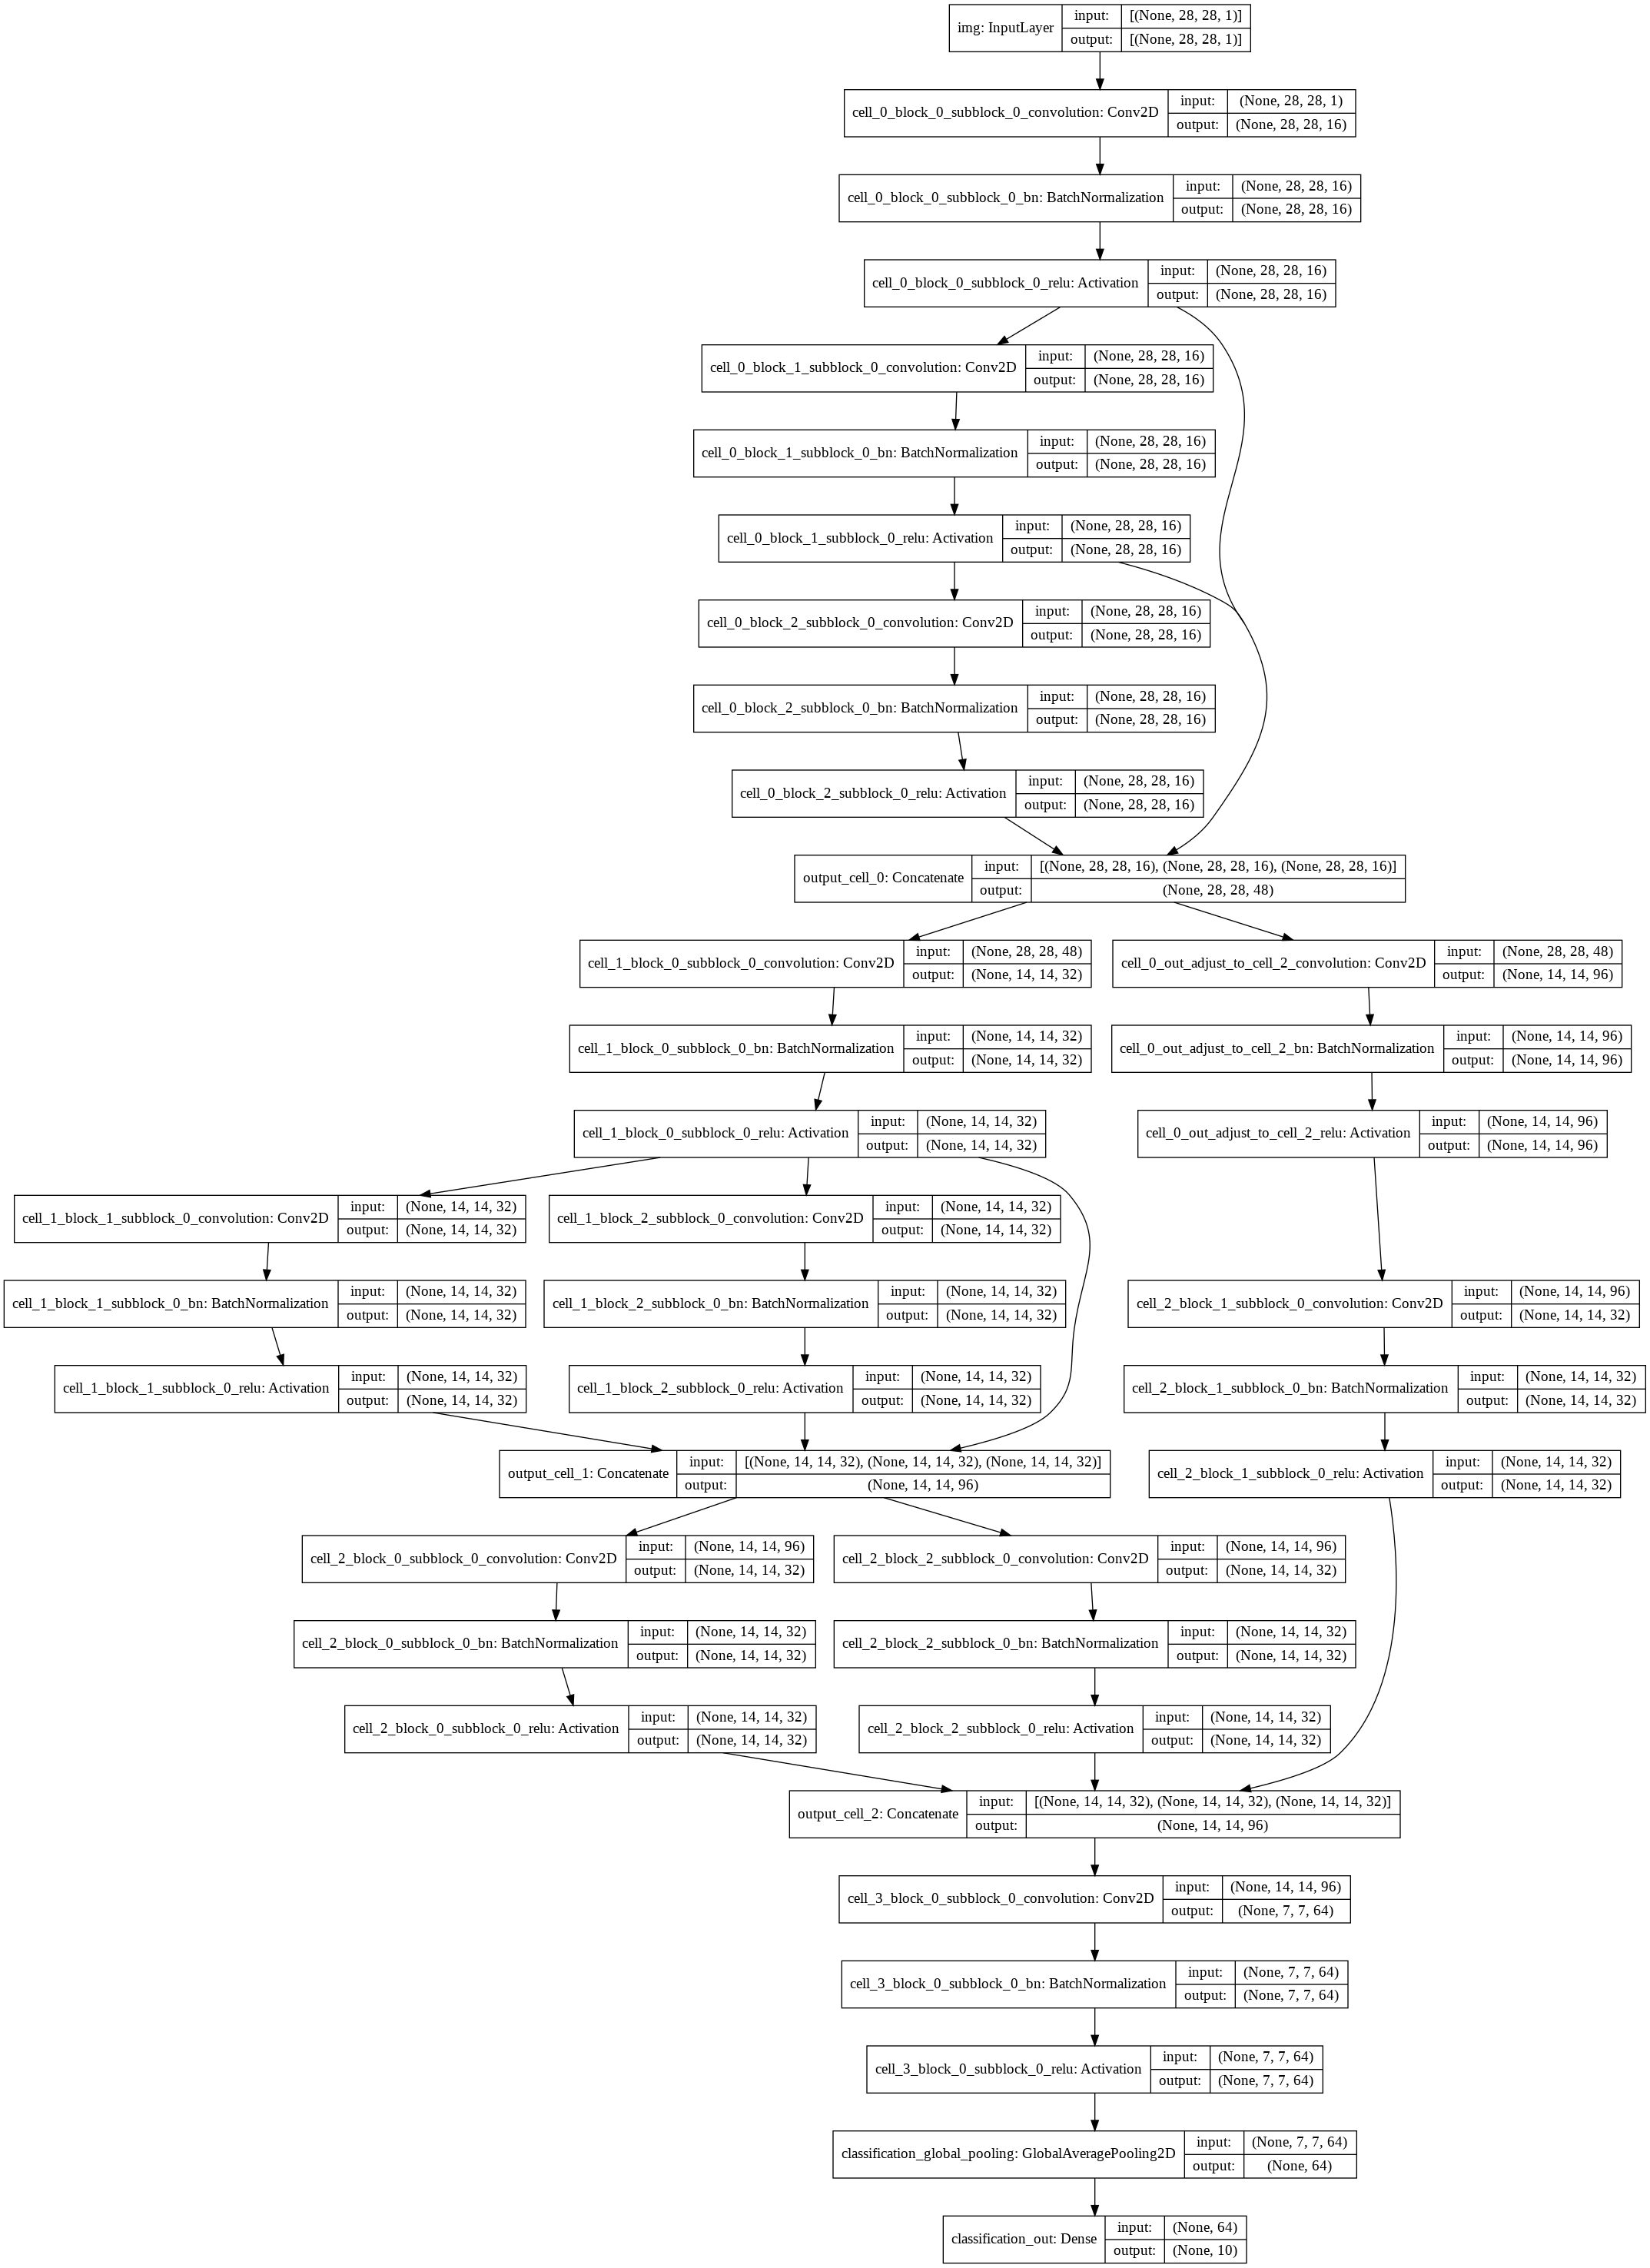 img: InputLayer
input: [(None, 28, 28, 1)]
output: [(None, 28, 28, 1)]
cell_0_block_0_subblock_0_convolution: Conv2D
input: (None, 28, 28, 1)
output: (None, 28, 28, 16)
cell_0_block_0_subblock_0_bn: BatchNormalization
input: (None, 28, 28, 16)
output: (None, 28, 28, 16)
cell_0_block_0_subblock_0_relu: Activation
input: (None, 28, 28, 16)
output: (None, 28, 28, 16)
cell_0_block_1_subblock_0_convolution: Conv2D
input: (None, 28, 28, 16)
output: (None, 28, 28, 16)
cell_0_block_1_subblock_0_bn: BatchNormalization
input: (None, 28, 28, 16)
output: (None, 28, 28, 16)
cell_0_block_1_subblock_0_relu: Activation
input: (None, 28, 28, 16)
output: (None, 28, 28, 16)
cell_0_block_2_subblock_0_convolution: Conv2D
input: (None, 28, 28, 16)
output: (None, 28, 28, 16)
cell_0_block_2_subblock_0_bn: BatchNormalization
input: (None, 28, 28, 16)
output: (None, 28, 28, 16)
cell_0_block_2_subblock_0_relu: Activation
input: (None, 28, 28, 16)
output: (None, 28, 28, 16)
output_cell_0: Concatenate
input: [(None, 28, 28, 16), (None, 28, 28, 16), (None, 28, 28, 16)]
output: (None, 28, 28, 48)
cell_1_block_0_subblock_0_convolution: Conv2D
input: (None, 28, 28, 48)
output: (None, 14, 14, 32)
cell_0_out_adjust_to_cell_2_convolution: Conv2D
input: (None, 28, 28, 48)
output: (None, 14, 14, 96)
cell_1_block_0_subblock_0_bn: BatchNormalization
input: (None, 14, 14, 32)
output: (None, 14, 14, 32)
cell_0_out_adjust_to_cell_2_bn: BatchNormalization
input: (None, 14, 14, 96)
output: (None, 14, 14, 96)
cell_1_block_0_subblock_0_relu: Activation
input: (None, 14, 14, 32)
output: (None, 14, 14, 32)
cell_0_out_adjust_to_cell_2_relu: Activation
input: (None, 14, 14, 96)
output: (None, 14, 14, 96)
cell_1_block_1_subblock_0_convolution: Conv2D
input: (None, 14, 14, 32)
output: (None, 14, 14, 32)
cell_1_block_2_subblock_0_convolution: Conv2D
input: (None, 14, 14, 32)
output: (None, 14, 14, 32)
cell_1_block_1_subblock_0_bn: BatchNormalization
input: (None, 14, 14, 32)
output: (None, 14, 14, 32)
cell_1_block_2_subblock_0_bn: BatchNormalization
input: (None, 14, 14, 32)
output: (None, 14, 14, 32)
cell_2_block_1_subblock_0_convolution: Conv2D
input: (None, 14, 14, 96)
output: (None, 14, 14, 32)
cell_1_block_1_subblock_0_relu: Activation
input: (None, 14, 14, 32)
output: (None, 14, 14, 32)
cell_1_block_2_subblock_0_relu: Activation
input: (None, 14, 14, 32)
output: (None, 14, 14, 32)
cell_2_block_1_subblock_0_bn: BatchNormalization
input: (None, 14, 14, 32)
output: (None, 14, 14, 32)
output_cell_1: Concatenate
input: [(None, 14, 14, 32), (None, 14, 14, 32), (None, 14, 14, 32)]
output: (None, 14, 14, 96)
cell_2_block_1_subblock_0_relu: Activation
input: (None, 14, 14, 32)
output: (None, 14, 14, 32)
cell_2_block_0_subblock_0_convolution: Conv2D
input: (None, 14, 14, 96)
output: (None, 14, 14, 32)
cell_2_block_2_subblock_0_convolution: Conv2D
input: (None, 14, 14, 96)
output: (None, 14, 14, 32)
cell_2_block_0_subblock_0_bn: BatchNormalization
input: (None, 14, 14, 32)
output: (None, 14, 14, 32)
cell_2_block_2_subblock_0_bn: BatchNormalization
input: (None, 14, 14, 32)
output: (None, 14, 14, 32)
cell_2_block_0_subblock_0_relu: Activation
input: (None, 14, 14, 32)
output: (None, 14, 14, 32)
cell_2_block_2_subblock_0_relu: Activation
input: (None, 14, 14, 32)
output: (None, 14, 14, 32)
output_cell_2: Concatenate
input: [(None, 14, 14, 32), (None, 14, 14, 32), (None, 14, 14, 32)]
output: (None, 14, 14, 96)
cell_3_block_0_subblock_0_convolution: Conv2D
input: (None, 14, 14, 96)
output: (None, 7, 7, 64)
cell_3_block_0_subblock_0_bn: BatchNormalization
input: (None, 7, 7, 64)
output: (None, 7, 7, 64)
cell_3_block_0_subblock_0_relu: Activation
input: (None, 7, 7, 64)
output: (None, 7, 7, 64)
classification_global_pooling: GlobalAveragePooling2D
input: (None, 7, 7, 64)
output: (None, 64)
classification_out: Dense
input: (None, 64)
output: (None, 10)